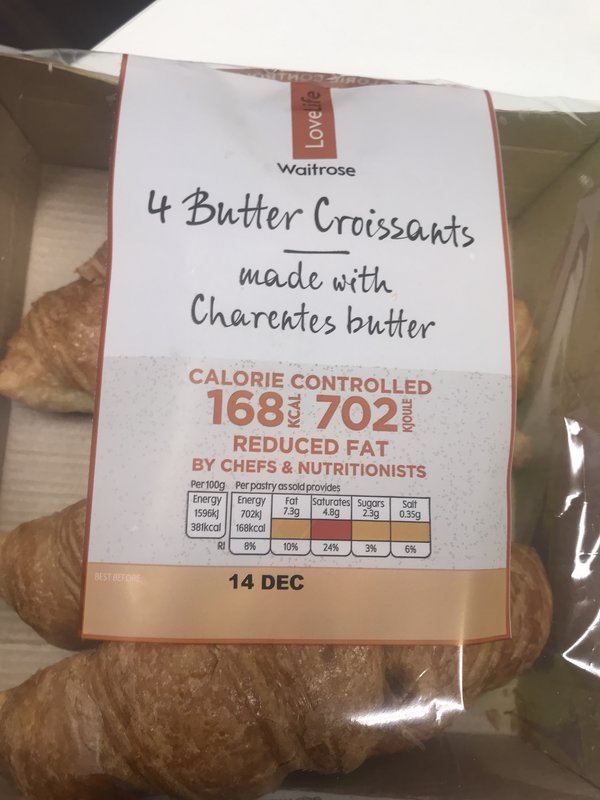 LoveLife
Waitrose
4 Butter Croissants
made with
Charentes butter
CALORIE CONTROLLED
168 KCAL 702 KJOULE
REDUCED FAT
BY CHEFS & NUTRITIONISTS
Per 100g Per pastry as sold provides
Energy Energy Fat Saturates Sugars Salt
1596kJ 702kJ 7.3g 4.8g 2.3g 0.35g
381kcal 168kcal
RI 8% 10% 24% 3% 6%
BEST BEFORE: 14 DEC